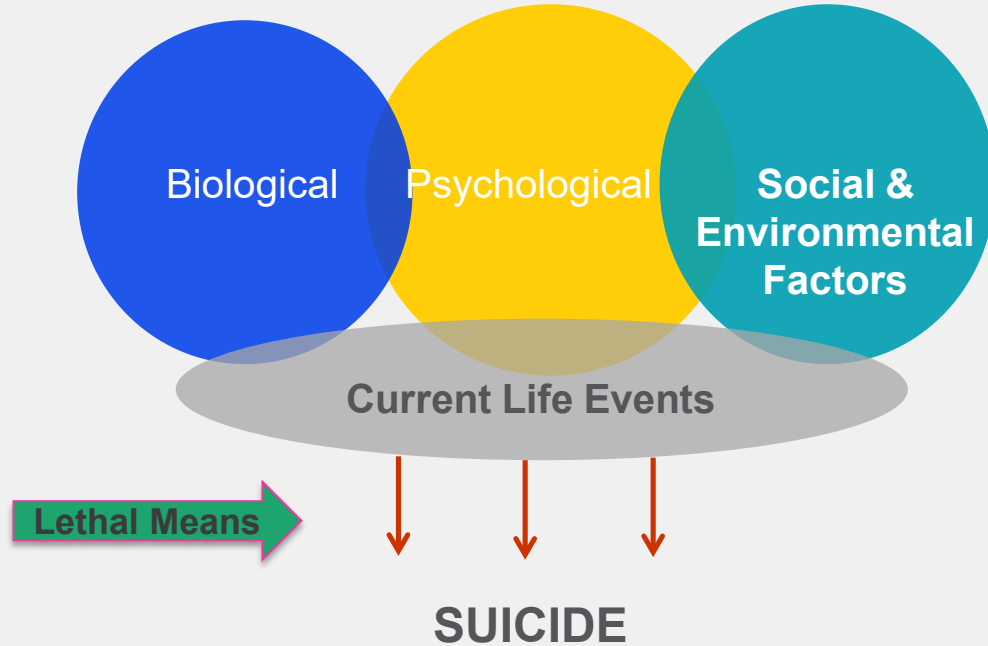 Biological
Psychological
Social &
Environmental
Factors
Current Life Events
Lethal Means
SUICIDE